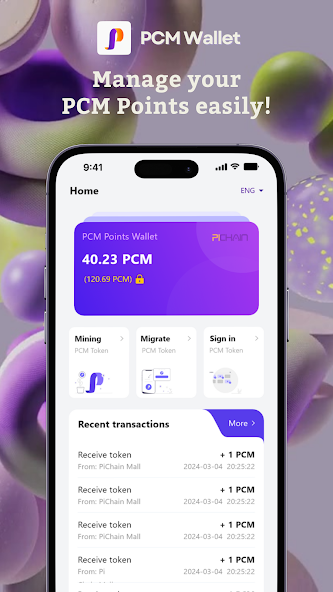 PCM Wallet
Manage your
PCM Points easily!
9:41
Home
ENG
PCM Points Wallet
PICHAIN
40.23 PCM
(120.69 PCM)
Mining
PCM Token
Migrate
PCM Token
Sign in
PCM Token
Recent transactions
More
Receive token
+ 1 PCM
From: PiChain Mall
2024-03-04 20:25:22
Receive token
+ 1 PCM
From: PiChain Mall
2024-03-04 20:25:22
Receive token
+ 1 PCM
From: PiChain Mall
2024-03-04 20:25:22
Receive token
+ 1 PCM
From: Pi
2024-03-04 20:25:22
Receive token
+ 1 PCM